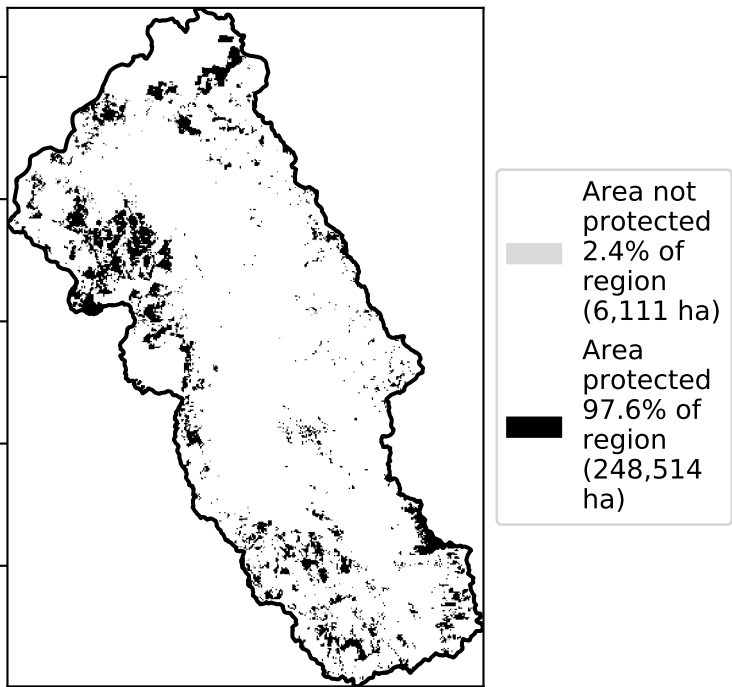 Area not
protected
2.4% of
region
(6,111 ha)
Area
protected
97.6% of
region
(248,514
ha)